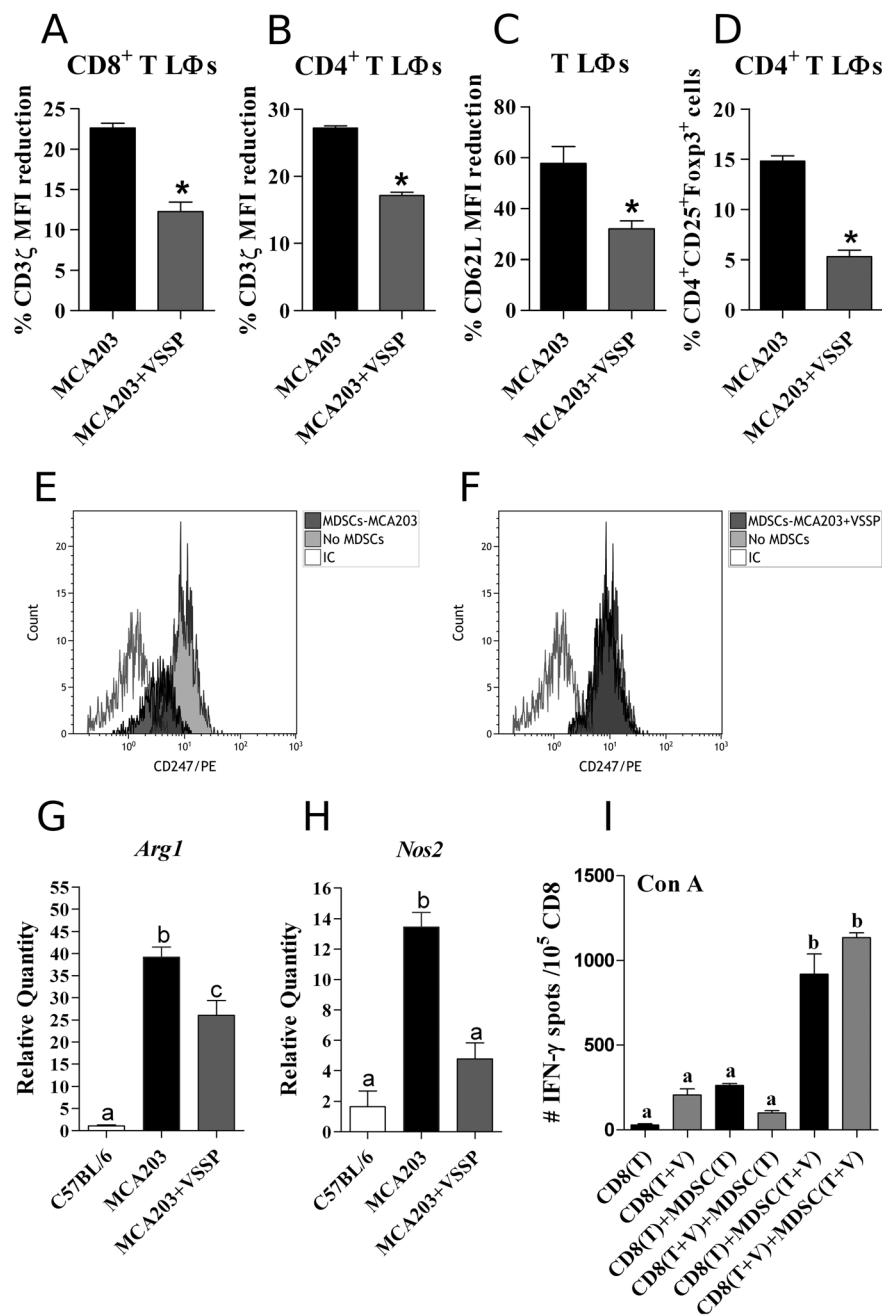 A
CD8⁺ T LΦs
% CD3ζ MFI reduction
25
20
15
10
5
0
*
MCA203
MCA203+VSSP
B
CD4⁺ T LΦs
% CD3ζ MFI reduction
30
20
10
0
*
MCA203
MCA203+VSSP
C
T LΦs
% CD62L MFI reduction
80
60
40
20
0
*
MCA203
MCA203+VSSP
D
CD4⁺ T LΦs
% CD4⁺CD25⁺Foxp3⁺ cells
20
15
10
5
0
*
MCA203
MCA203+VSSP
E
MDSCs-MCA203
No MDSCs
IC
Count
20
15
10
5
0
10⁰ 10¹ 10² 10³
CD247/PE
F
MDSCs-MCA203+VSSP
No MDSCs
IC
Count
20
15
10
5
0
10⁰ 10¹ 10² 10³
CD247/PE
G
Arg1
Relative Quantity
55
50
45
40
35
30
25
20
15
10
5
0
a
b
c
C57BL/6
MCA203
MCA203+VSSP
H
Nos2
Relative Quantity
16
14
12
10
8
6
4
2
0
a
b
a
C57BL/6
MCA203
MCA203+VSSP
I
Con A
# IFN-γ spots /10⁵ CD8
1500
1000
500
0
a
a
a
a
b
b
CD8(T)
CD8(T+V)
CD8(T)+MDSC(T)
CD8(T+V)+MDSC(T)
CD8(T)+MDSC(T+V)
CD8(T+V)+MDSC(T+V)